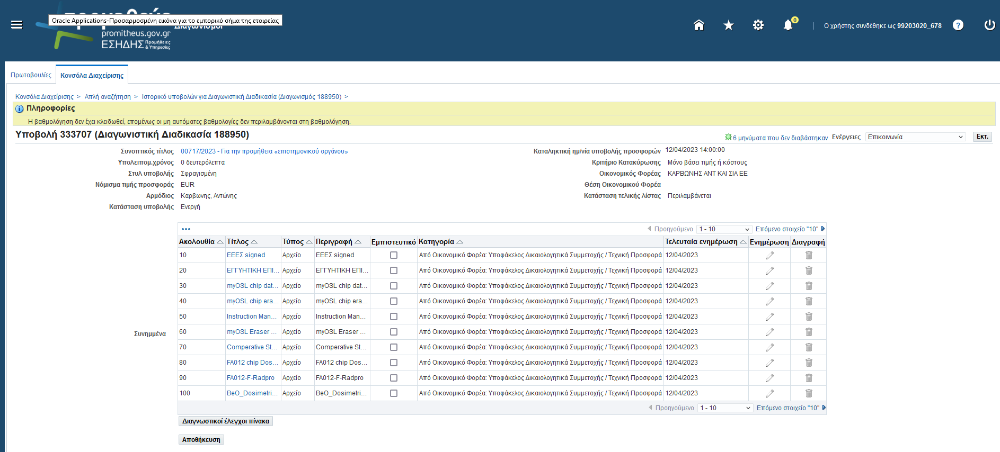 Oracle Applications-Προσαρμοσμένη εικόνα για το εμπορικό σήμα της εταιρείας
promitheus.gov.gr
ΕΣΗΔΗΣ Προμήθειες & Υπηρεσίες
Διαγωνισμοί
0
Ο χρήστης συνδέθηκε ως 99203020_678
?
Πρωτοβουλίες
Κονσόλα Διαχείρισης
Κονσόλα Διαχείρισης > Απλή αναζήτηση > Ιστορικό υποβολών για Διαγωνιστική Διαδικασία (Διαγωνισμός 188950) >
Πληροφορίες
Η βαθμολόγηση δεν έχει κλειδωθεί, επομένως οι μη αυτόματες βαθμολογίες δεν περιλαμβάνονται στη βαθμολόγηση.
Υποβολή 333707 (Διαγωνιστική Διαδικασία 188950)
6 μηνύματα που δεν διαβάστηκαν Ενέργειες Επικοινωνία Εκτ.
Συνοπτικός τίτλος 00717/2023 - Για την προμήθεια «επιστημονικού οργάνου»
Υπολειπομ.χρόνος 0 δευτερόλεπτα
Στυλ υποβολής Σφραγισμένη
Νόμισμα τιμής προσφοράς EUR
Αρμόδιος Καρβωνης, Αντώνης
Κατάσταση υποβολής Ενεργή
Καταληκτική ημ/νία υποβολής προσφορών 12/04/2023 14:00:00
Κριτήριο Κατακύρωσης Μόνο βάσει τιμής ή κόστους
Οικονομικός Φορέας ΚΑΡΒΩΝΗΣ ΑΝΤ ΚΑΙ ΣΙΑ ΕΕ
Θέση Οικονομικού Φορέα
Κατάσταση τελικής λίστας Περιλαμβάνεται
Συνημμένα
Προηγούμενο 1 - 10 Επόμενο στοιχείο "10"
Ακολουθία Τίτλος Τύπος Περιγραφή Εμπιστευτικό Κατηγορία Τελευταία ενημέρωση Ενημέρωση Διαγραφή
10 ΕΕΕΣ signed Αρχείο ΕΕΕΣ signed Από Οικονομικό Φορέα: Υποφάκελος Δικαιολογητικά Συμμετοχής / Τεχνική Προσφορά 12/04/2023
20 ΕΓΓΥΗΤΙΚΗ ΕΠΙ... Αρχείο ΕΓΓΥΗΤΙΚΗ ΕΠΙ... Από Οικονομικό Φορέα: Υποφάκελος Δικαιολογητικά Συμμετοχής / Τεχνική Προσφορά 12/04/2023
30 myOSL chip dat... Αρχείο myOSL chip dat... Από Οικονομικό Φορέα: Υποφάκελος Δικαιολογητικά Συμμετοχής / Τεχνική Προσφορά 12/04/2023
40 myOSL chip era... Αρχείο myOSL chip era... Από Οικονομικό Φορέα: Υποφάκελος Δικαιολογητικά Συμμετοχής / Τεχνική Προσφορά 12/04/2023
50 Instruction Man... Αρχείο Instruction Man... Από Οικονομικό Φορέα: Υποφάκελος Δικαιολογητικά Συμμετοχής / Τεχνική Προσφορά 12/04/2023
60 myOSL Eraser ... Αρχείο myOSL Eraser ... Από Οικονομικό Φορέα: Υποφάκελος Δικαιολογητικά Συμμετοχής / Τεχνική Προσφορά 12/04/2023
70 Comperative St... Αρχείο Comperative St... Από Οικονομικό Φορέα: Υποφάκελος Δικαιολογητικά Συμμετοχής / Τεχνική Προσφορά 12/04/2023
80 FA012 chip Dos... Αρχείο FA012 chip Dos... Από Οικονομικό Φορέα: Υποφάκελος Δικαιολογητικά Συμμετοχής / Τεχνική Προσφορά 12/04/2023
90 FA012-F-Radpro Αρχείο FA012-F-Radpro Από Οικονομικό Φορέα: Υποφάκελος Δικαιολογητικά Συμμετοχής / Τεχνική Προσφορά 12/04/2023
100 BeO_Dosimetri... Αρχείο BeO_Dosimetri... Από Οικονομικό Φορέα: Υποφάκελος Δικαιολογητικά Συμμετοχής / Τεχνική Προσφορά 12/04/2023
Προηγούμενο 1 - 10 Επόμενο στοιχείο "10"
Διαγνωστικοί έλεγχοι πίνακα
Αποθήκευση